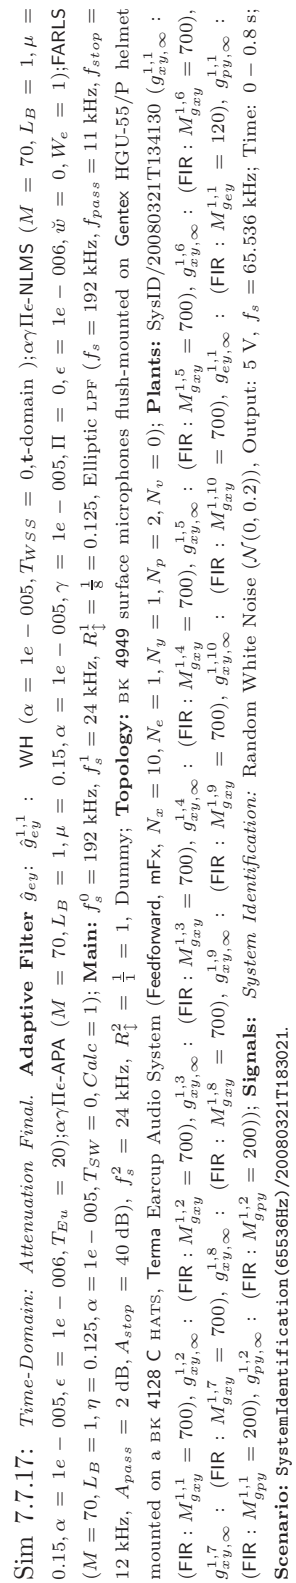 Sim 7.7.17: Time-Domain: Attenuation Final. Adaptive Filter ĝ_ey: ĝ^{1,1}_ey : WH (α = 1e − 005, T_WSS = 0,t-domain );αγΠϵ-NLMS (M = 70, L_B = 1, μ =
0.15, α = 1e − 005, ϵ = 1e − 006, T_Eu = 20);αγΠϵ-APA (M = 70, L_B = 1, μ = 0.15, α = 1e − 005, γ = 1e − 005, Π = 0, ϵ = 1e − 006, w̌ = 0, W_e = 1);FARLS
(M = 70, L_B = 1, η = 0.125, α = 1e − 005, T_SW = 0, Calc = 1); Main: f^0_s = 192 kHz, f^1_s = 24 kHz, R^1_↕ = 1/8 = 0.125, Elliptic LPF (f_s = 192 kHz, f_pass = 11 kHz, f_stop =
12 kHz, A_pass = 2 dB, A_stop = 40 dB), f^2_s = 24 kHz, R^2_↕ = 1/1 = 1, Dummy; Topology: BK 4949 surface microphones flush-mounted on Gentex HGU-55/P helmet
mounted on a BK 4128 C HATS, Terma Earcup Audio System (Feedforward, mFx, N_x = 10, N_e = 1, N_y = 1, N_p = 2, N_v = 0); Plants: SysID/20080321T134130 (g^{1,1}_{xy,∞} :
(FIR : M^{1,1}_{gxy} = 700), g^{1,2}_{xy,∞} : (FIR : M^{1,2}_{gxy} = 700), g^{1,3}_{xy,∞} : (FIR : M^{1,3}_{gxy} = 700), g^{1,4}_{xy,∞} : (FIR : M^{1,4}_{gxy} = 700), g^{1,5}_{xy,∞} : (FIR : M^{1,5}_{gxy} = 700), g^{1,6}_{xy,∞} : (FIR : M^{1,6}_{gxy} = 700),
g^{1,7}_{xy,∞} : (FIR : M^{1,7}_{gxy} = 700), g^{1,8}_{xy,∞} : (FIR : M^{1,8}_{gxy} = 700), g^{1,9}_{xy,∞} : (FIR : M^{1,9}_{gxy} = 700), g^{1,10}_{xy,∞} : (FIR : M^{1,10}_{gxy} = 700), g^{1,1}_{ey,∞} : (FIR : M^{1,1}_{gey} = 120), g^{1,1}_{py,∞} :
(FIR : M^{1,1}_{gpy} = 200), g^{1,2}_{py,∞} : (FIR : M^{1,2}_{gpy} = 200)); Signals: System Identification: Random White Noise (𝒩(0, 0.2)), Output: 5 V, f_s = 65.536 kHz; Time: 0 − 0.8 s;
Scenario: SystemIdentification(65536Hz)/20080321T183021.